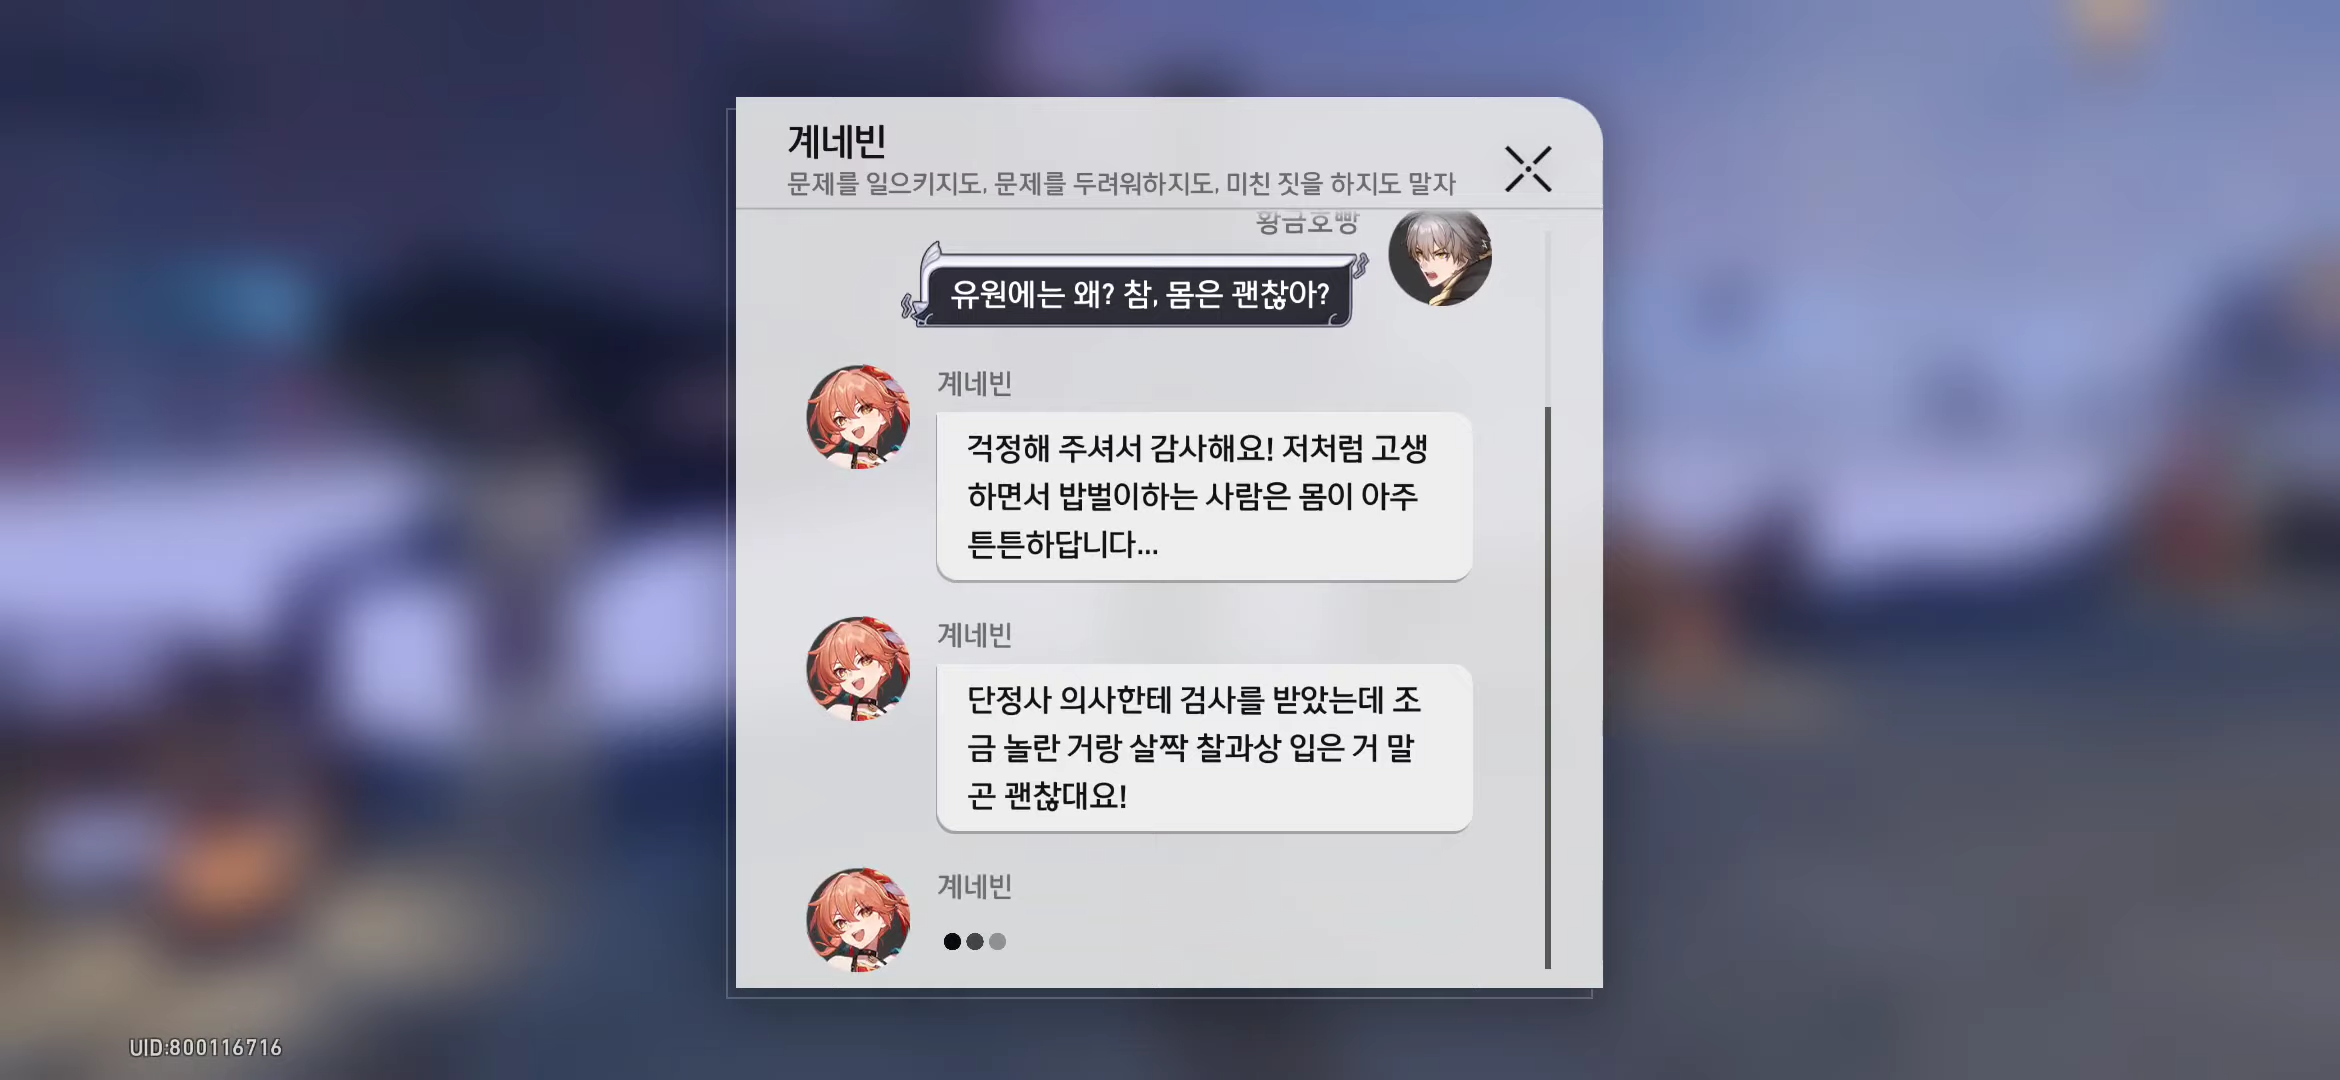 계네빈
문제를 일으키지도, 문제를 두려워하지도, 미친 짓을 하지도 말자
황금호빵
유원에는 왜? 참, 몸은 괜찮아?
계네빈
걱정해 주셔서 감사해요! 저처럼 고생
하면서 밥벌이하는 사람은 몸이 아주
튼튼하답니다...
계네빈
단정사 의사한테 검사를 받았는데 조
금 놀란 거랑 살짝 찰과상 입은 거 말
곤 괜찮대요!
계네빈
UID:800116716